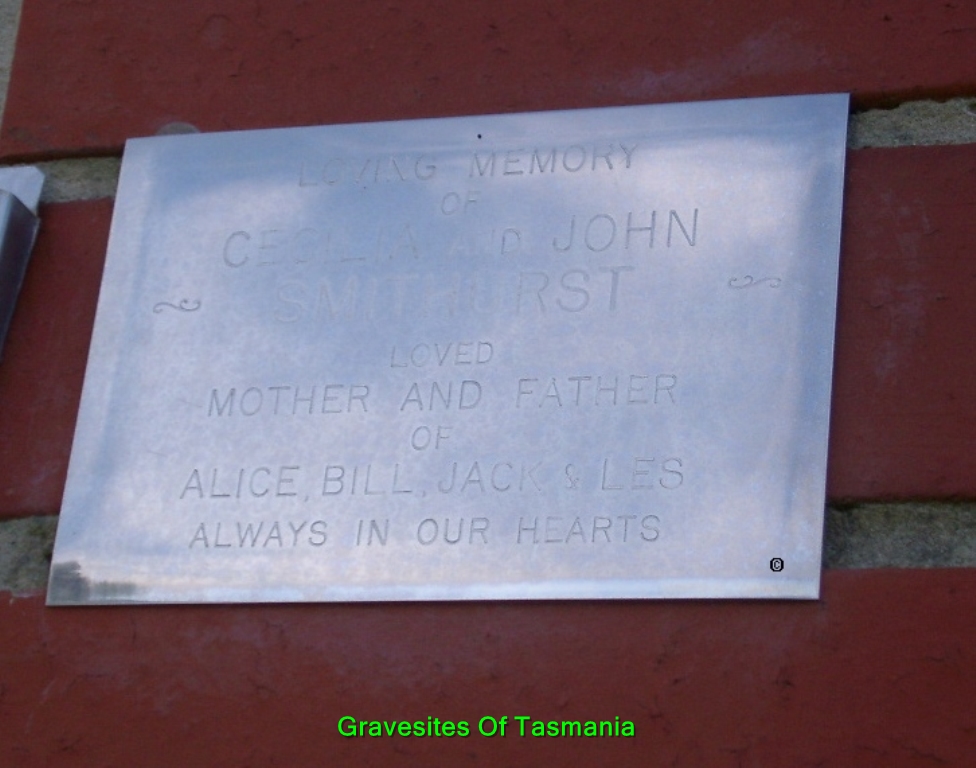 LOVING MEMORY
OF
CECILIA AND JOHN
SMITHURST
LOVED
MOTHER AND FATHER
OF
ALICE, BILL, JACK & LES
ALWAYS IN OUR HEARTS
©
Gravesites Of Tasmania